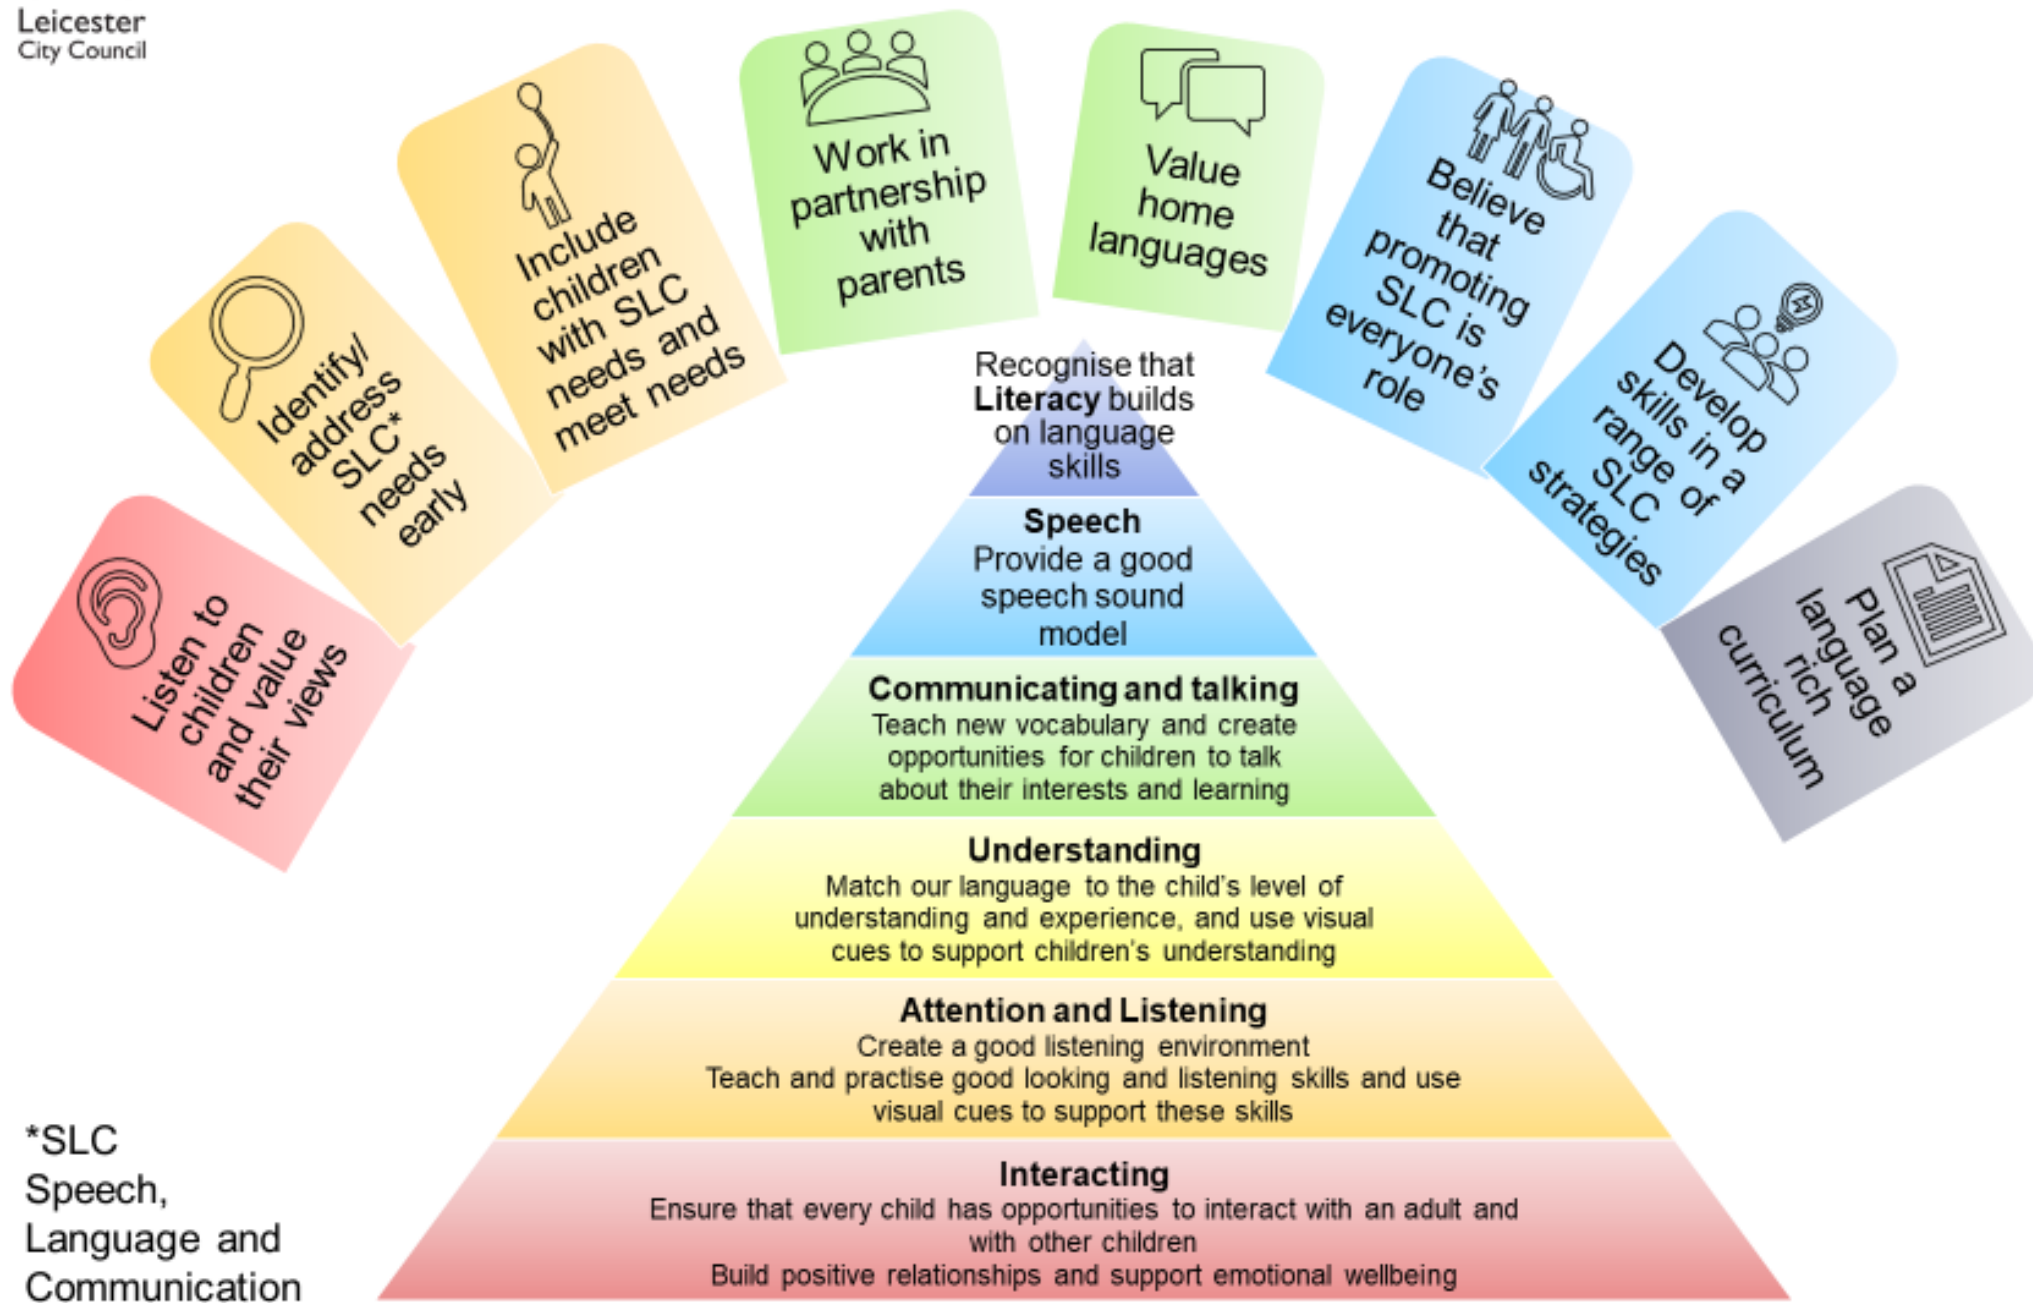 Leicester
City Council
Listen to
children
and value
their views
Identify/
address
SLC*
needs
early
Include
children
with SLC
needs and
meet needs
Work in
partnership
with
parents
Value
home
languages
Believe
that
promoting
SLC is
everyone's
role
Develop
skills in a
range of
SLC
strategies
Plan a
language
rich
curriculum
Recognise that
Literacy builds
on language
skills
Speech
Provide a good
speech sound
model
Communicating and talking
Teach new vocabulary and create
opportunities for children to talk
about their interests and learning
Understanding
Match our language to the child's level of
understanding and experience, and use visual
cues to support children's understanding
Attention and Listening
Create a good listening environment
Teach and practise good looking and listening skills and use
visual cues to support these skills
Interacting
Ensure that every child has opportunities to interact with an adult and
with other children
Build positive relationships and support emotional wellbeing
*SLC
Speech,
Language and
Communication